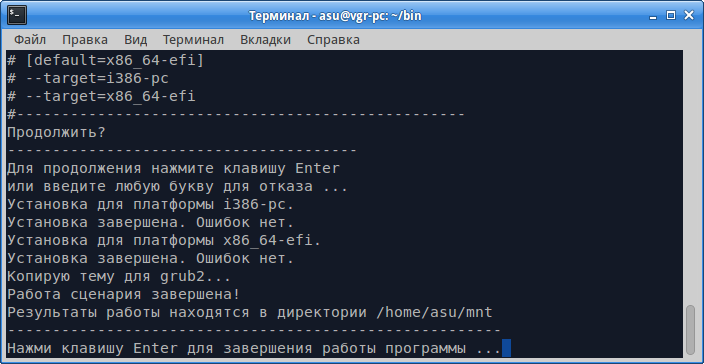 Терминал - asu@vgr-pc: ~/bin
Файл Правка Вид Терминал Вкладки Справка
# [default=x86_64-efi]
# --target=i386-pc
# --target=x86_64-efi
#--------------------------------------------------
Продолжить?
---------------------------------------
Для продолжения нажмите клавишу Enter
или введите любую букву для отказа ...
Установка для платформы i386-pc.
Установка завершена. Ошибок нет.
Установка для платформы x86_64-efi.
Установка завершена. Ошибок нет.
Копирую тему для grub2...
Работа сценария завершена!
Результаты работы находятся в директории /home/asu/mnt
-------------------------------------------------------
Нажми клавишу Enter для завершения работы программы ...